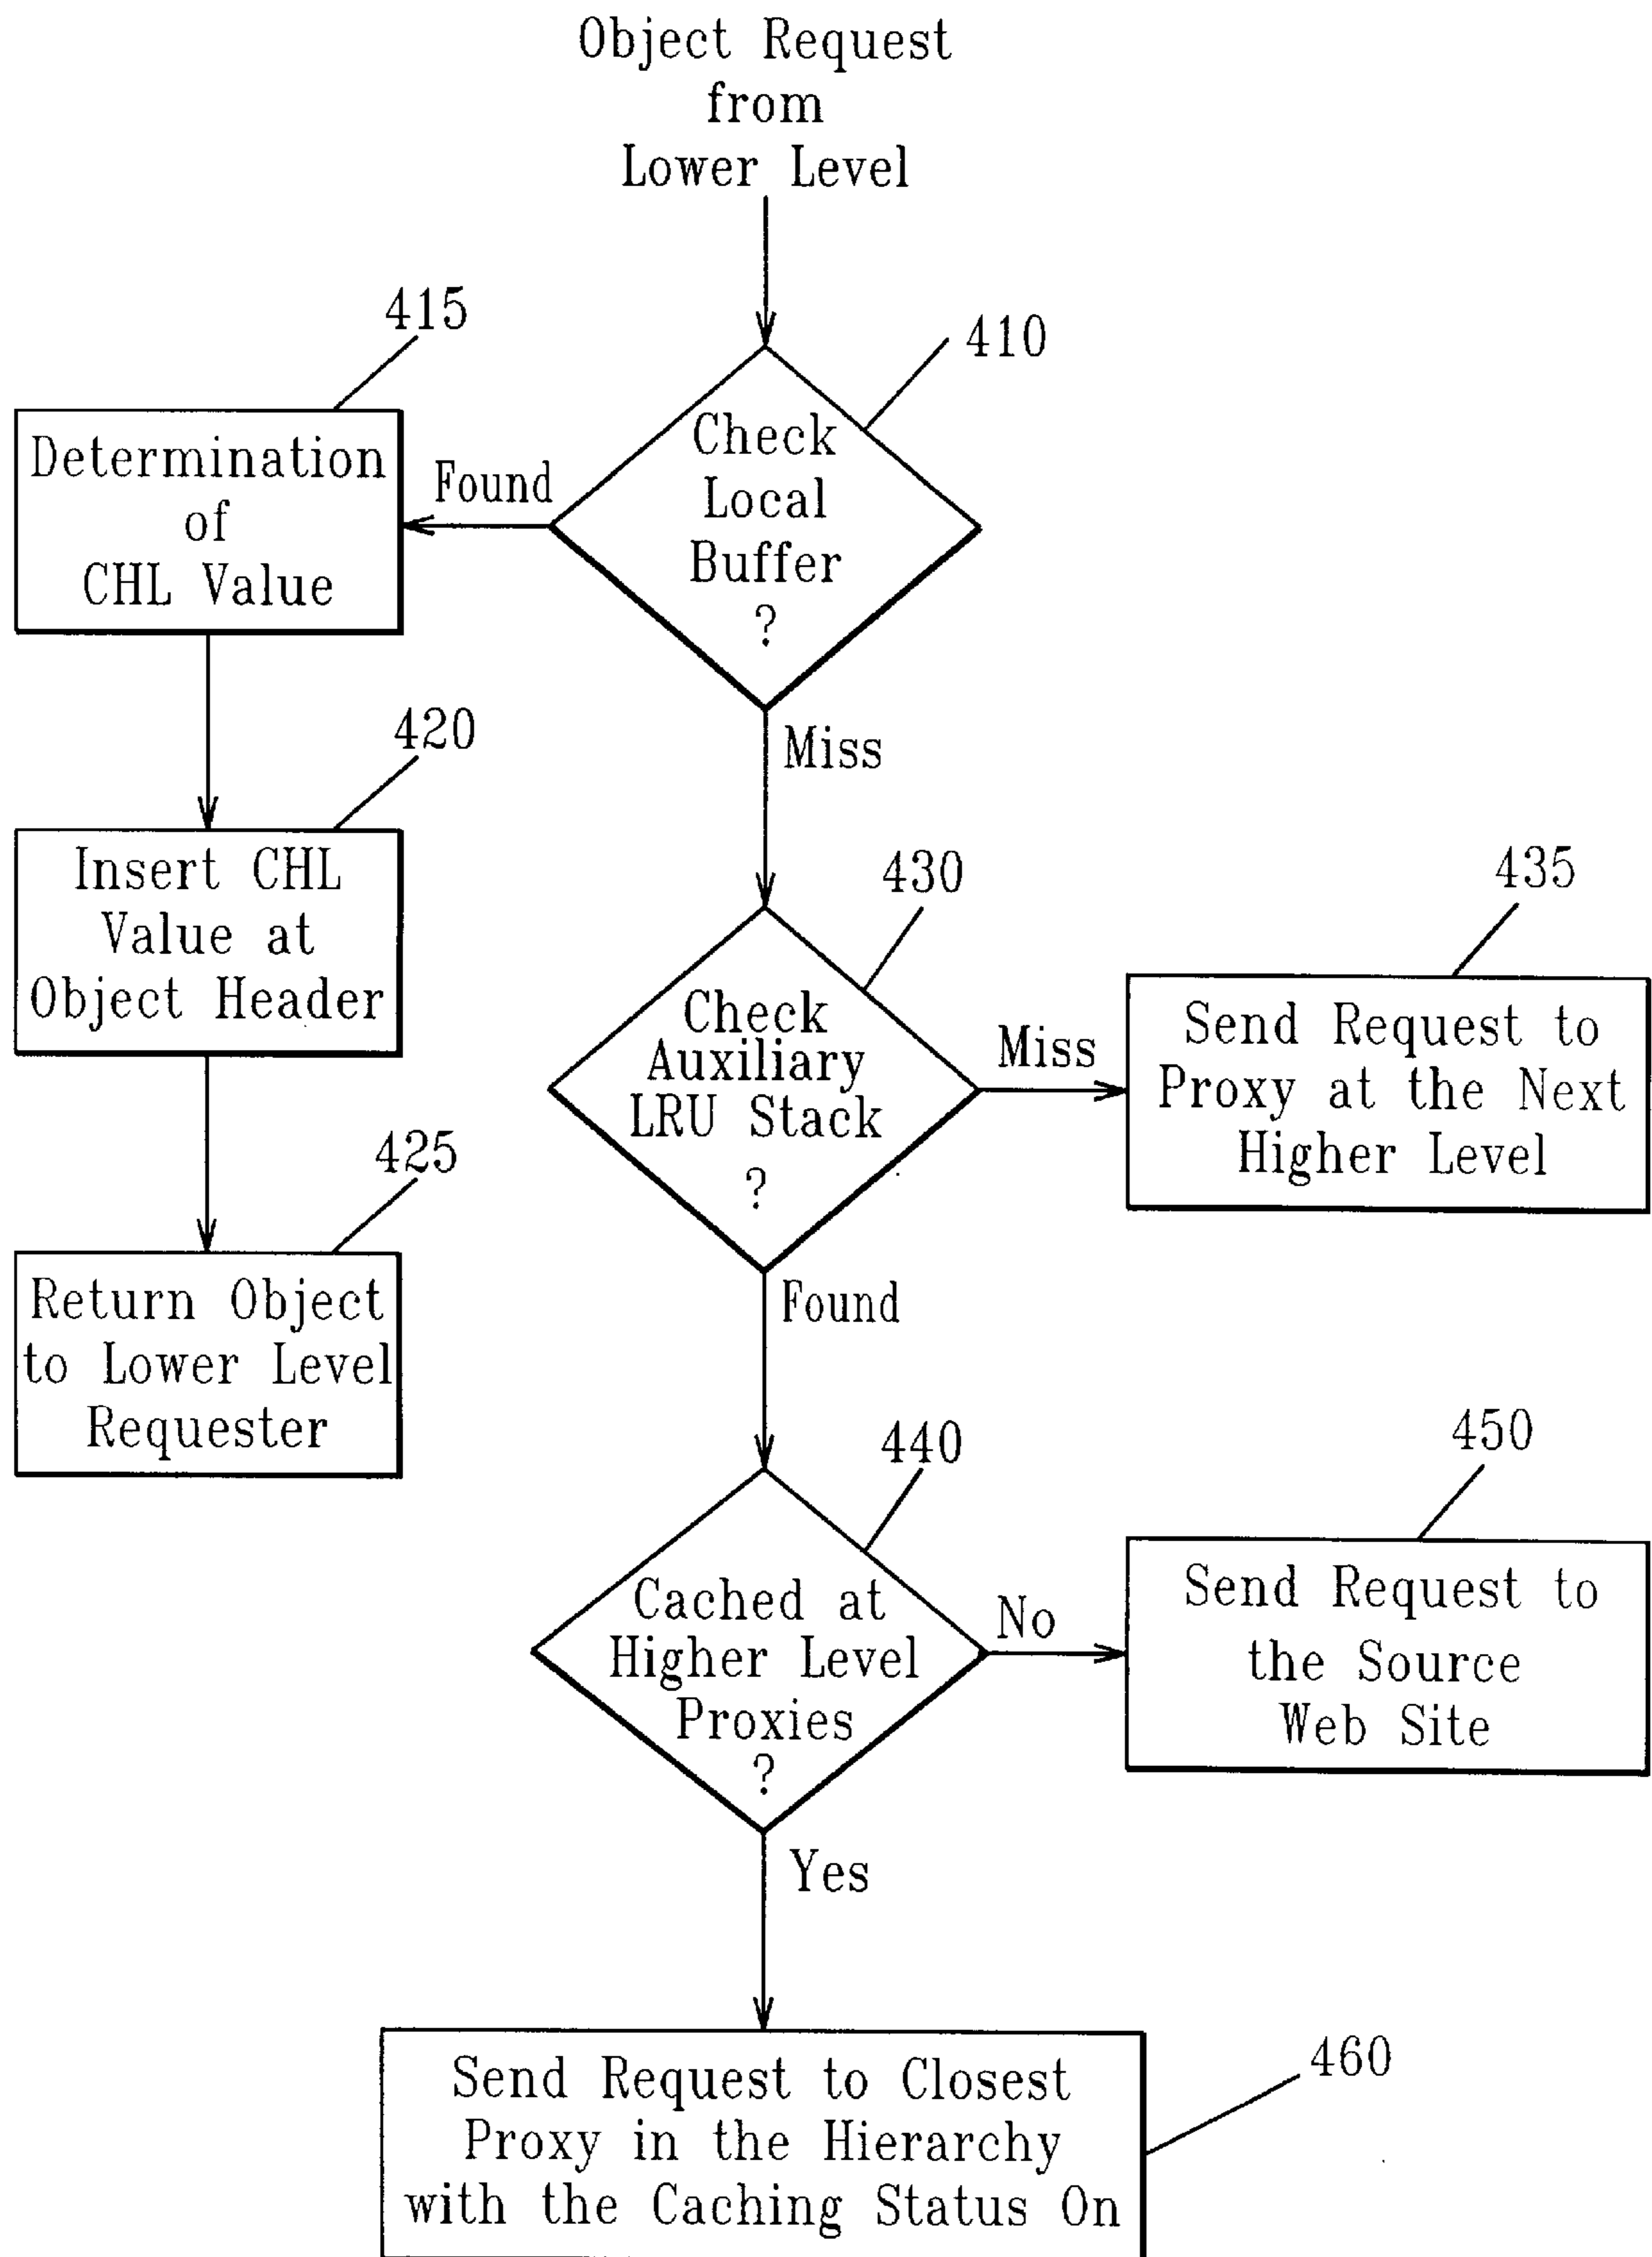 Object Request
from
Lower Level
410
Check
Local
Buffer
?
Found
415
Determination
of
CHL Value
420
Insert CHL
Value at
Object Header
425
Return Object
to Lower Level
Requester
Miss
430
Check
Auxiliary
LRU Stack
?
Miss
435
Send Request to
Proxy at the Next
Higher Level
Found
440
Cached at
Higher Level
Proxies
?
No
450
Send Request to
the Source
Web Site
Yes
460
Send Request to Closest
Proxy in the Hierarchy
with the Caching Status On